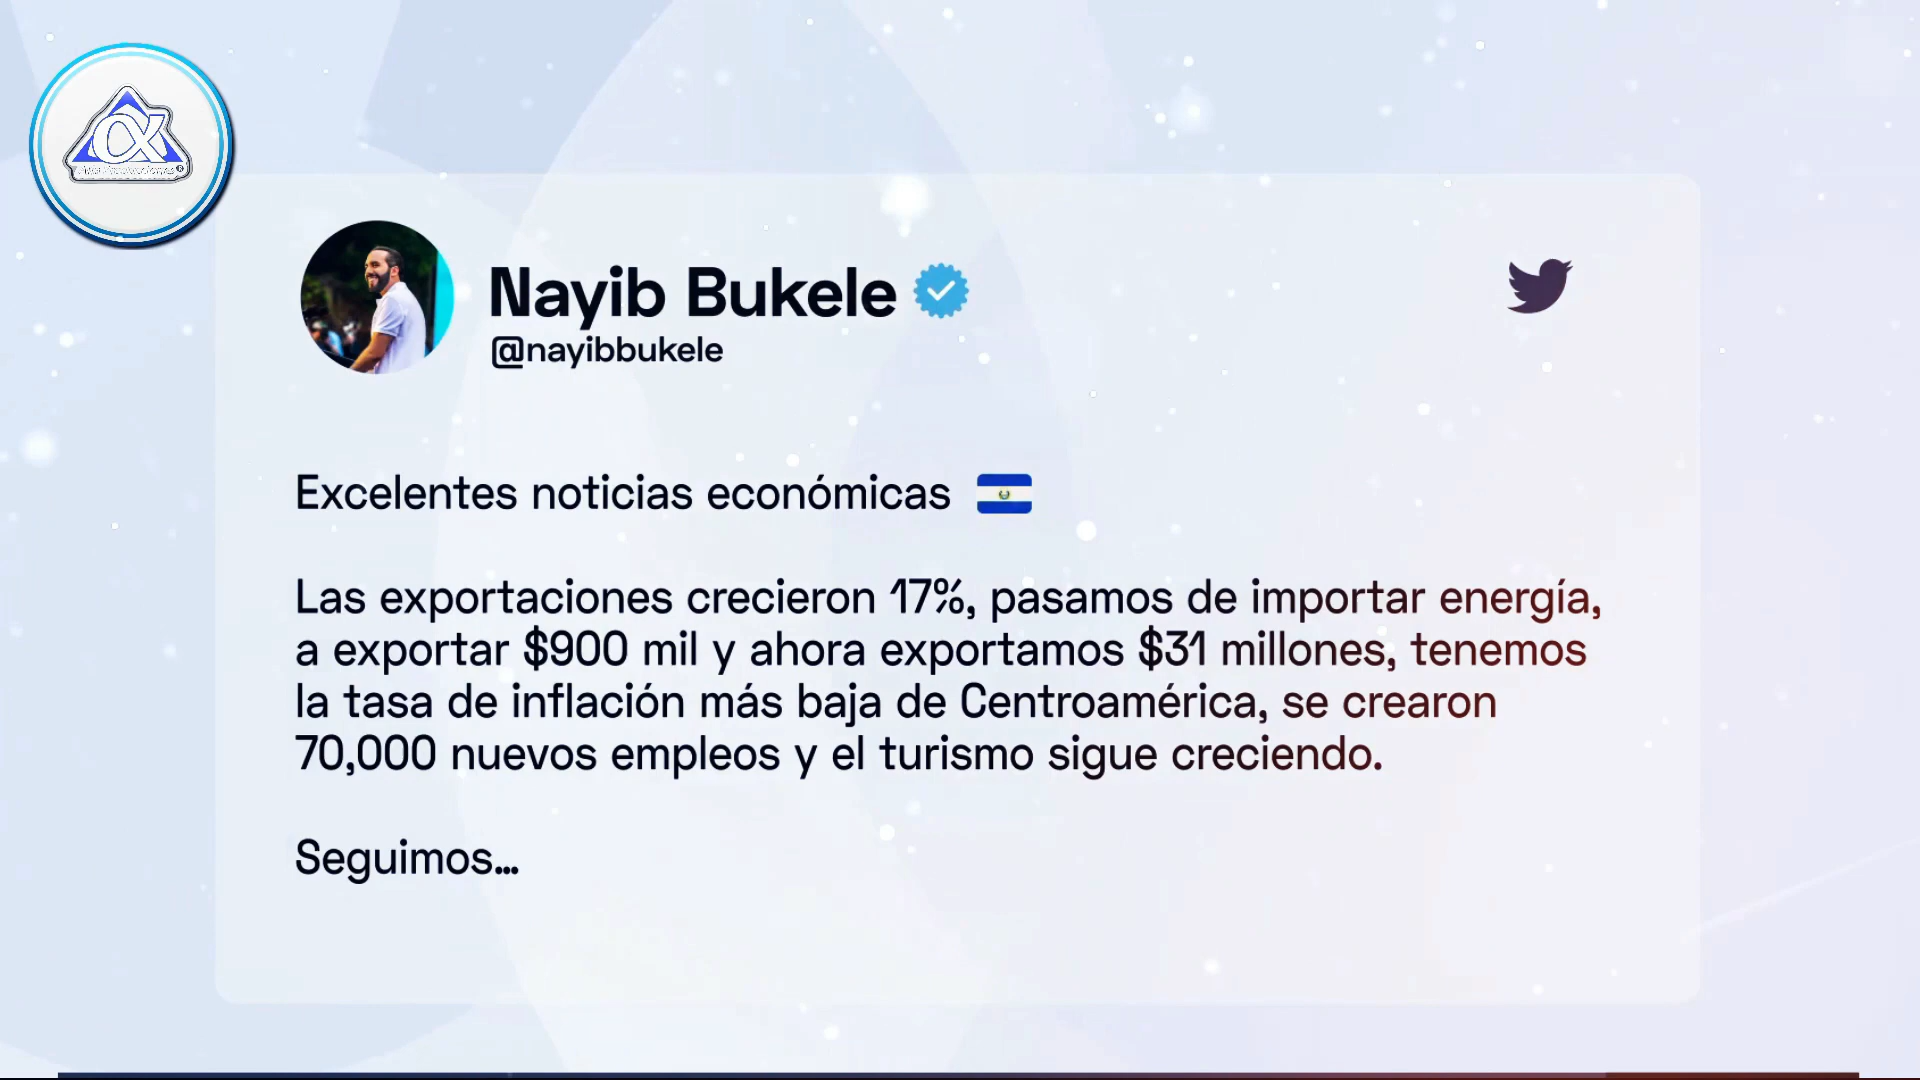 Nayib Bukele
@nayibbukele
Excelentes noticias económicas
Las exportaciones crecieron 17%, pasamos de importar energía,
a exportar $900 mil y ahora exportamos $31 millones, tenemos
la tasa de inflación más baja de Centroamérica, se crearon
70,000 nuevos empleos y el turismo sigue creciendo.
Seguimos...